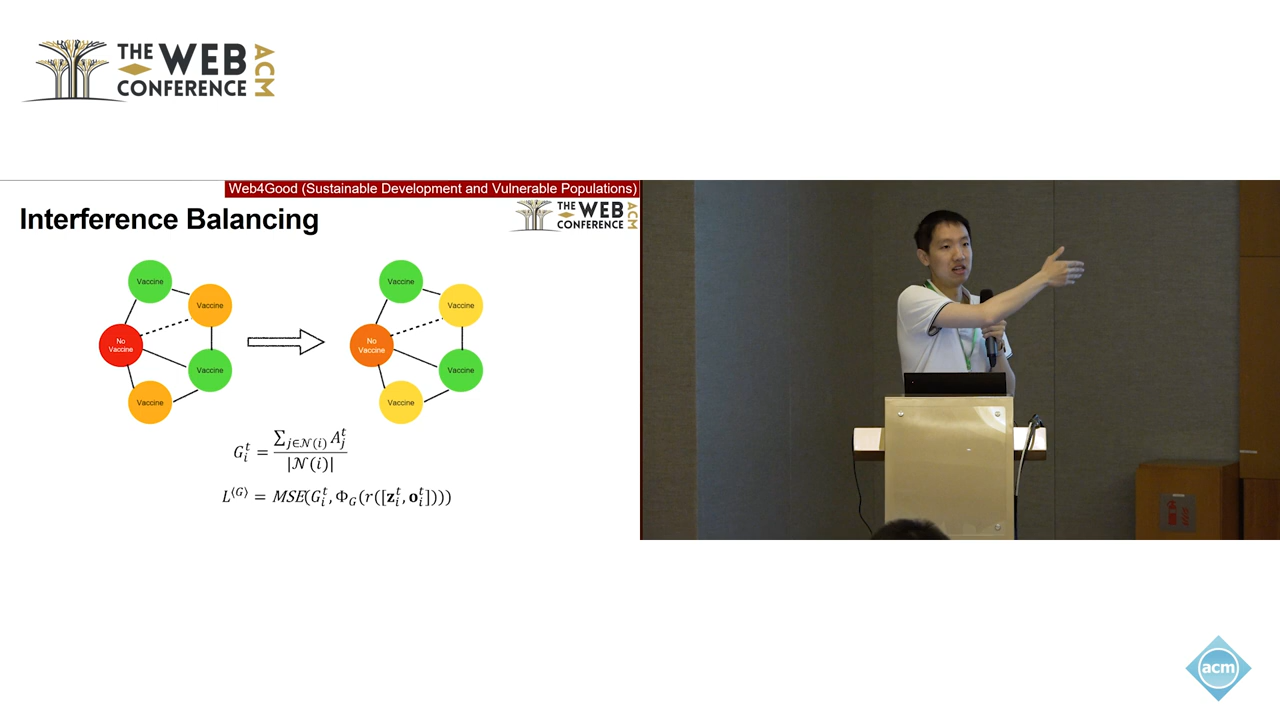 THE WEB
CONFERENCE
ACM
Web4Good (Sustainable Development and Vulnerable Populations)
Interference Balancing
THE WEB
CONFERENCE
ACM
Vaccine
Vaccine
No
Vaccine
Vaccine
Vaccine
Vaccine
Vaccine
No
Vaccine
Vaccine
Vaccine
G_i^t = ∑_{j∈𝒩(i)} A_j^t / |𝒩(i)|
L^{⟨G⟩} = MSE(G_i^t, Φ_G(r([𝐳_i^t, 𝐨_i^t])))
acm